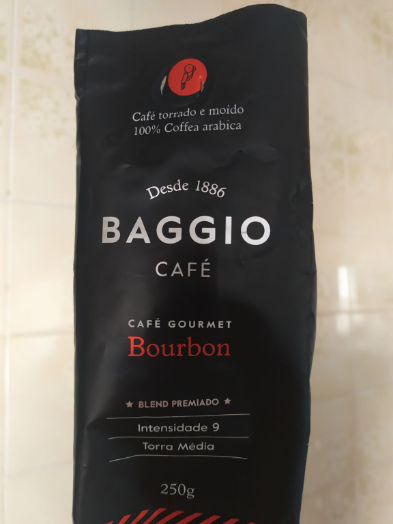 Café torrado e moído
100% Coffea arabica
Desde 1886
BAGGIO
CAFÉ
CAFÉ GOURMET
Bourbon
★ BLEND PREMIADO ★
Intensidade 9
Torra Média
250g